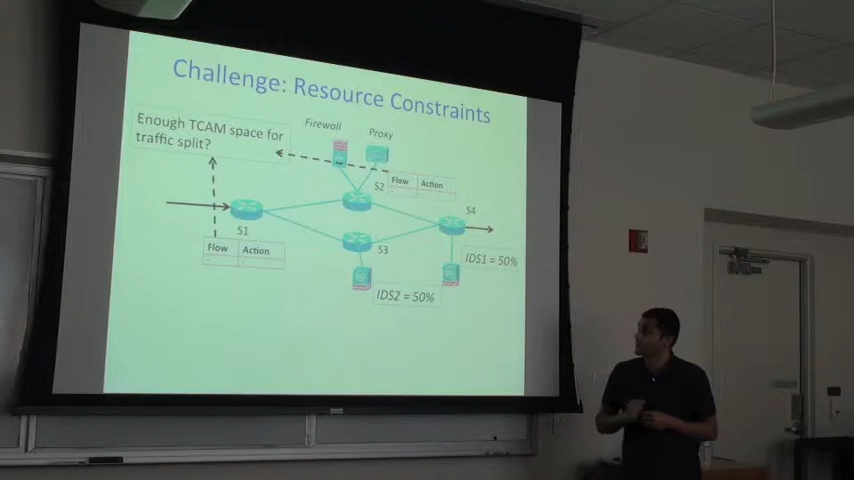 Challenge: Resource Constraints
Enough TCAM space for
traffic split?
Firewall
Proxy
S2
Flow Action
S1
S4
Flow Action
S3
IDS1 = 50%
IDS2 = 50%